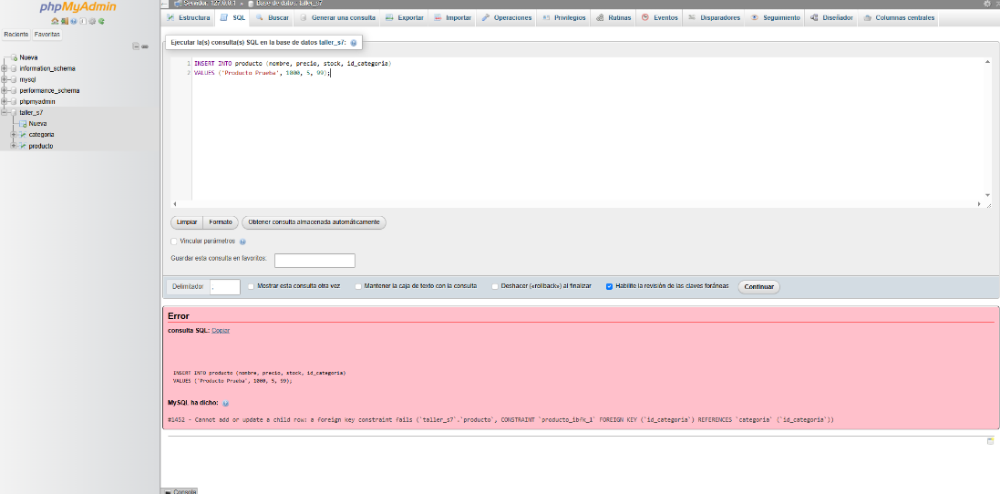 phpMyAdmin
Reciente Favoritas
Nueva
information_schema
mysql
performance_schema
phpmyadmin
taller_s7
Nueva
categoria
producto
Servidor: 127.0.0.1 » Base de datos: taller_s7
Estructura SQL Buscar Generar una consulta Exportar Importar Operaciones Privilegios Rutinas Eventos Disparadores Seguimiento Diseñador Columnas centrales
Ejecutar la(s) consulta(s) SQL en la base de datos taller_s7:
1 INSERT INTO producto (nombre, precio, stock, id_categoria)
2 VALUES ('Producto Prueba', 1000, 5, 99);
Limpiar Formato Obtener consulta almacenada automáticamente
Vincular parámetros
Guardar esta consulta en favoritos:
Delimitador ; Mostrar esta consulta otra vez Mantener la caja de texto con la consulta Deshacer («rollback») al finalizar Habilite la revisión de las claves foráneas Continuar
Error
consulta SQL: Copiar
INSERT INTO producto (nombre, precio, stock, id_categoria)
VALUES ('Producto Prueba', 1000, 5, 99);
MySQL ha dicho:
#1452 - Cannot add or update a child row: a foreign key constraint fails (`taller_s7`.`producto`, CONSTRAINT `producto_ibfk_1` FOREIGN KEY (`id_categoria`) REFERENCES `categoria` (`id_categoria`))
Consola